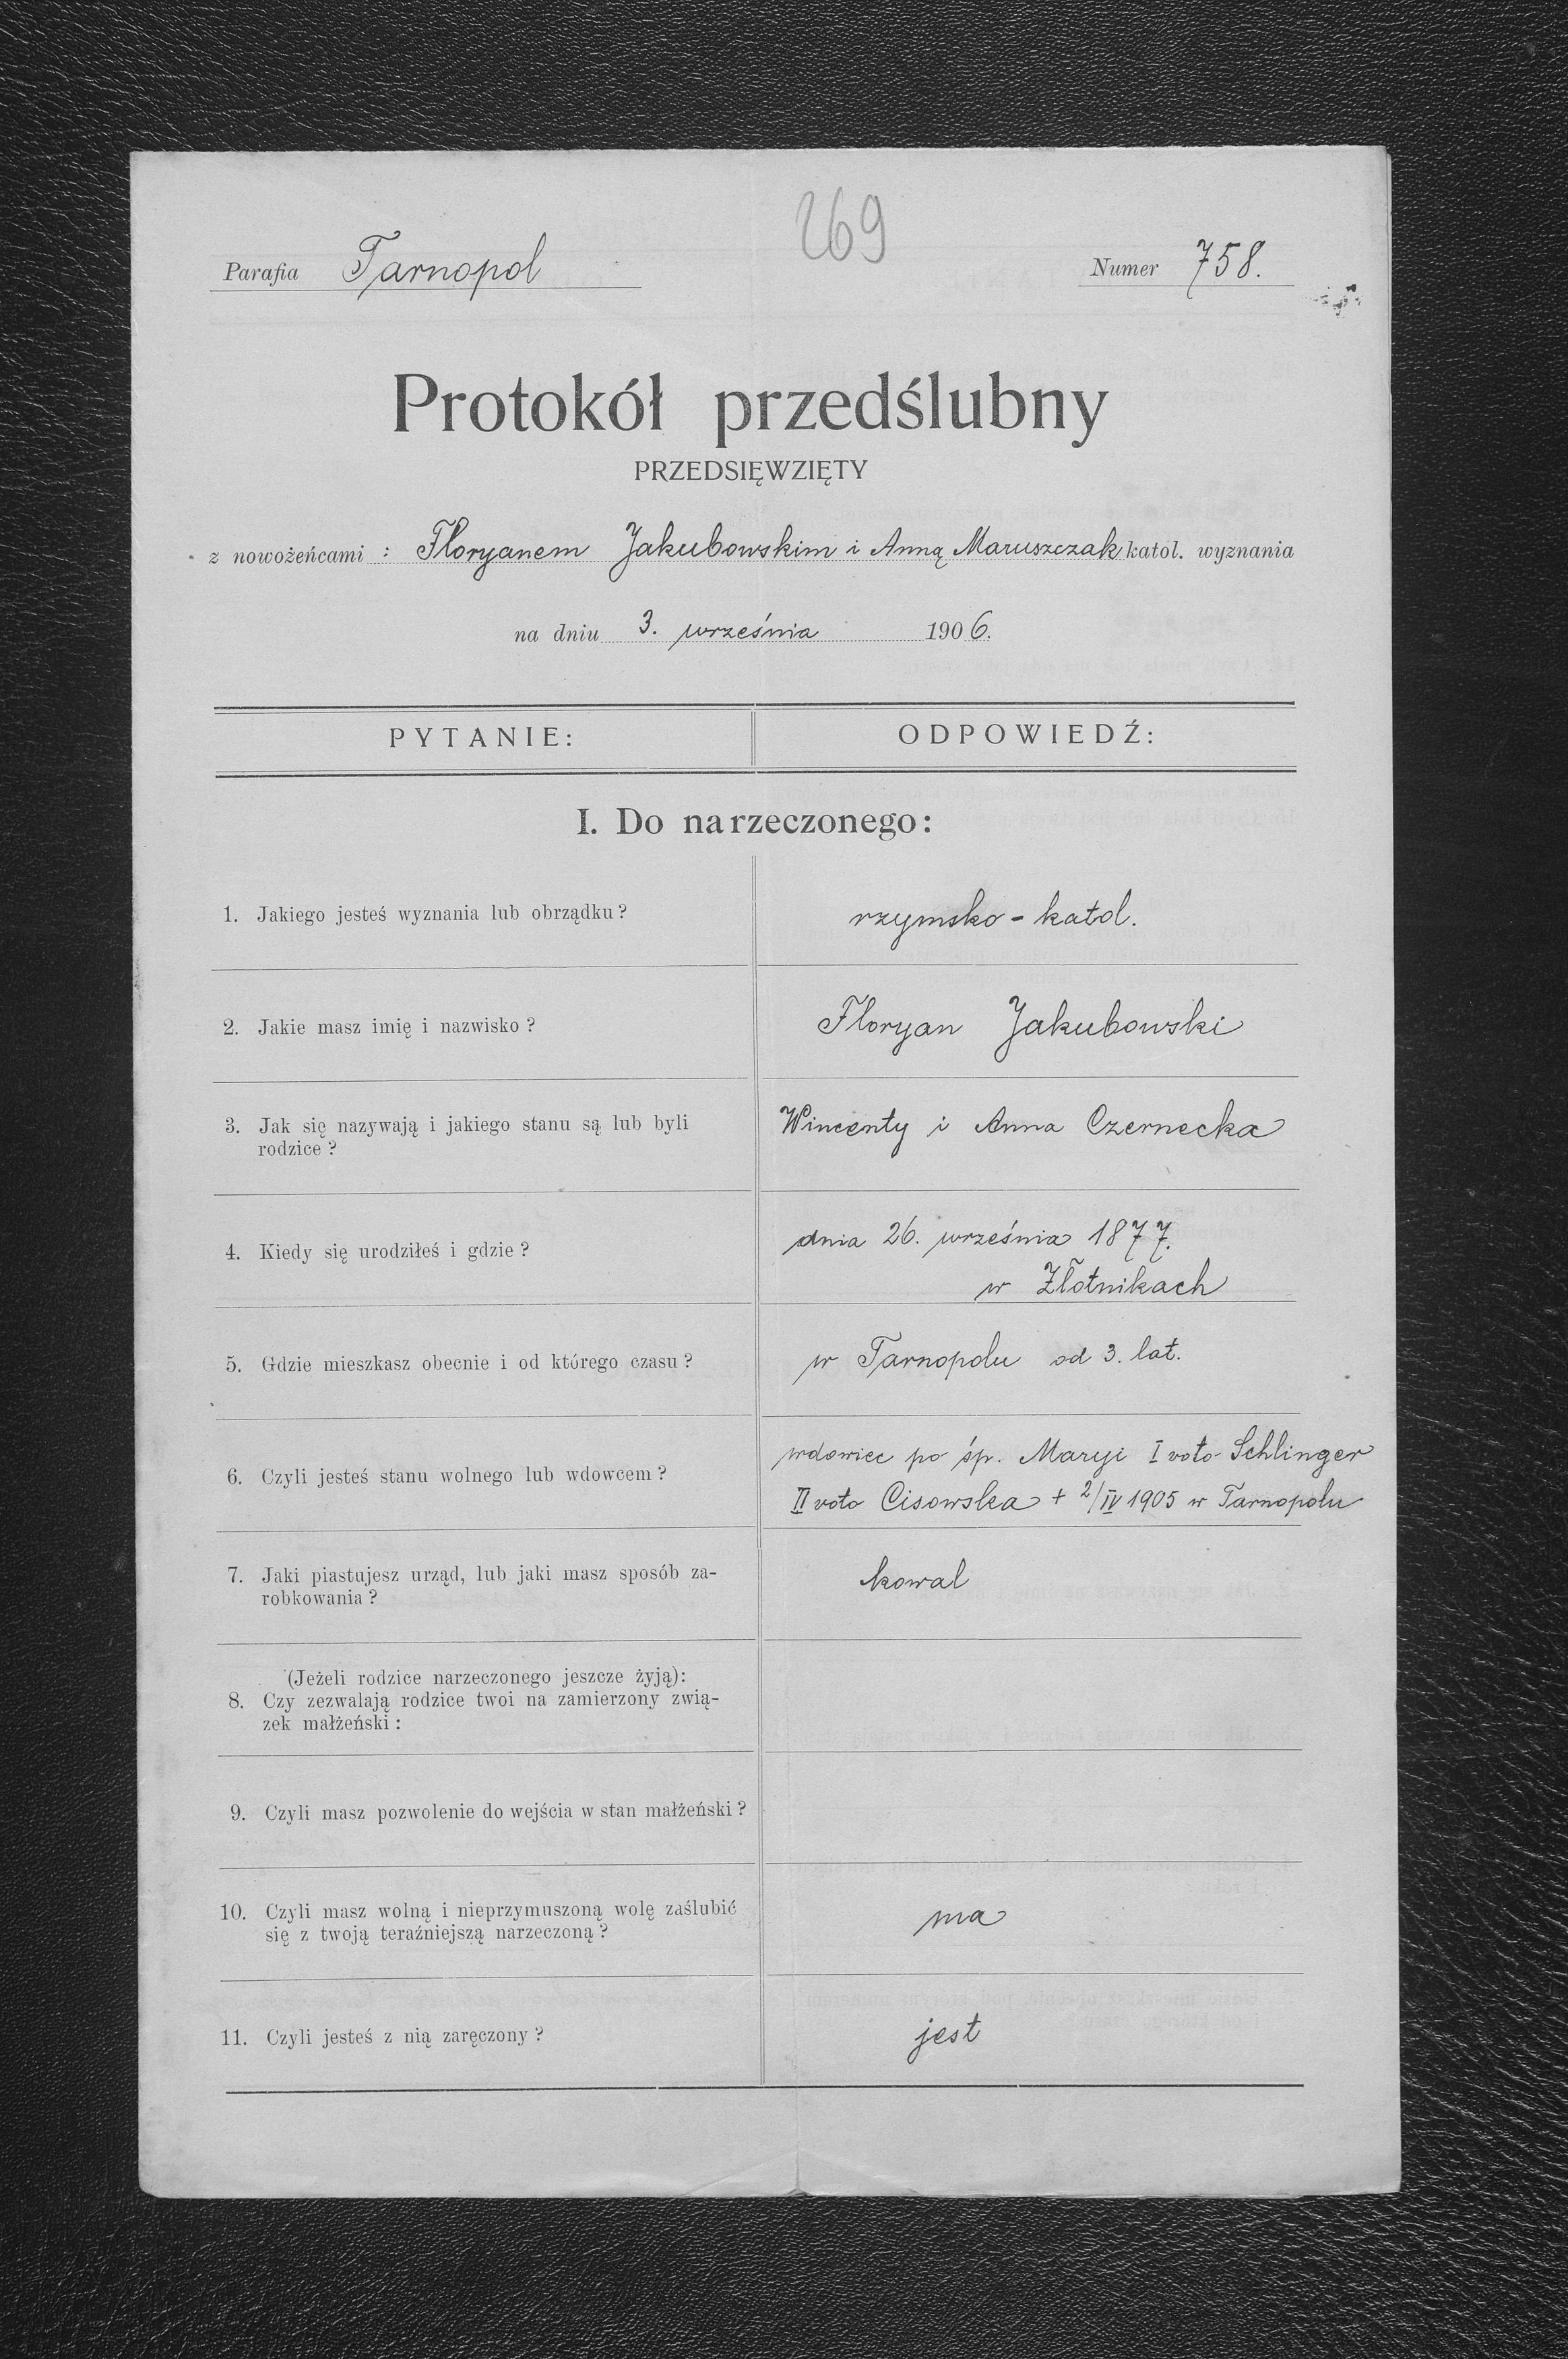 269
Parafia Tarnopol Numer 758.
Protokół przedślubny
PRZEDSIĘWZIĘTY
z nowożeńcami : Floryanem Jakubowskim i Anną Maruszczak katol. wyznania
na dniu 3. września 1906.
PYTANIE: ODPOWIEDŹ:
I. Do narzeczonego:
1. Jakiego jesteś wyznania lub obrządku? rzymsko-katol.
2. Jakie masz imię i nazwisko? Floryan Jakubowski
3. Jak się nazywają i jakiego stanu są lub byli
rodzice?
Wincenty i Anna Czernecka
4. Kiedy się urodziłeś i gdzie?
dnia 26. września 1877.
w Złotnikach
5. Gdzie mieszkasz obecnie i od którego czasu? w Tarnopolu od 3. lat.
6. Czyli jesteś stanu wolnego lub wdowcem?
wdowiec po śp. Maryi I voto Schlinger
II voto Cisowska + 2/IV 1905 w Tarnopolu
7. Jaki piastujesz urząd, lub jaki masz sposób za-
robkowania?
kowal
(Jeżeli rodzice narzeczonego jeszcze żyją):
8. Czy zezwalają rodzice twoi na zamierzony zwią-
zek małżeński:
9. Czyli masz pozwolenie do wejścia w stan małżeński?
10. Czyli masz wolną i nieprzymuszoną wolę zaślubić
się z twoją teraźniejszą narzeczoną?
ma
11. Czyli jesteś z nią zaręczony? jest